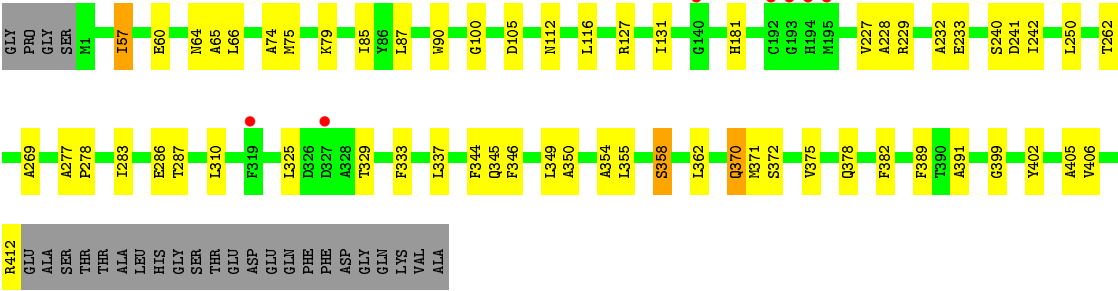 GLY PRO GLY SER M1 I57 E60 N64 A65 L66 A74 M75 K79 I85 Y86 L87 W90 G100 D105 N112 L116 R127 I131 G140 H181 C192 G193 H194 M195 V227 A228 R229 A232 E233 S240 D241 I242 L250 T262
A269 A277 P278 I283 E286 T287 L310 F319 L325 D326 D327 A328 T329 F333 L337 F344 Q345 F346 L349 A350 A354 L355 S358 L362 Q370 M371 S372 V375 Q378 F382 F389 T390 A391 G399 Y402 A405 V406
R412 GLU ALA SER THR THR ALA LEU HIS GLY SER THR GLU ASP GLU GLN PHE PHE ASP GLY GLN LYS VAL ALA